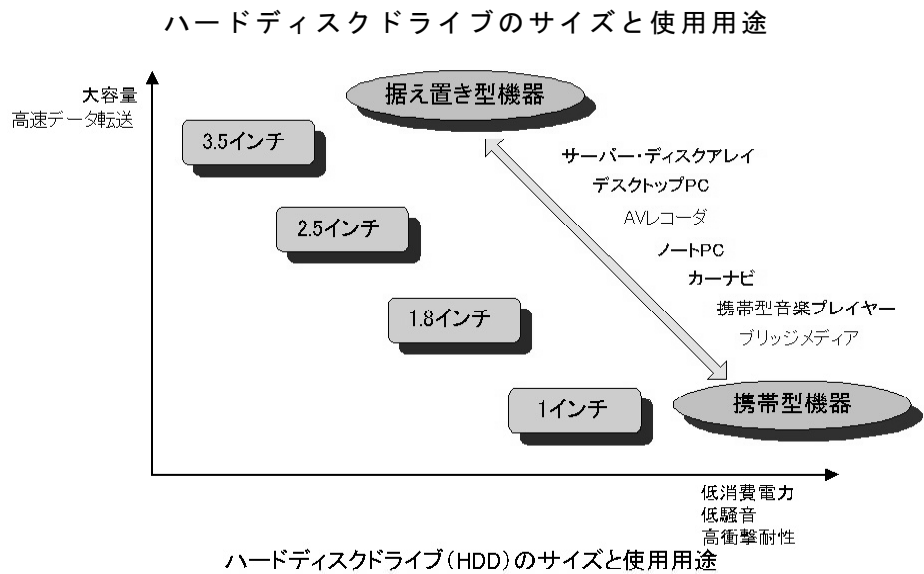 ハードディスクドライブのサイズと使用用途
大容量
高速データ転送
据え置き型機器
3.5インチ
サーバー・ディスクアレイ
デスクトップPC
AVレコーダ
2.5インチ
ノートPC
カーナビ
携帯型音楽プレイヤー
1.8インチ
ブリッジメディア
1インチ
携帯型機器
低消費電力
低騒音
高衝撃耐性
ハードディスクドライブ(HDD)のサイズと使用用途